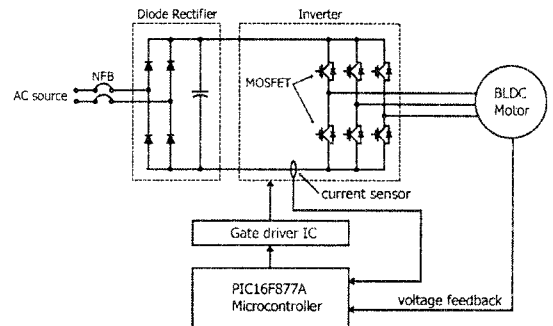 Diode Rectifier
Inverter
NFB
AC source
MOSFET
BLDC
Motor
current sensor
Gate driver IC
PIC16F877A
Microcontroller
voltage feedback